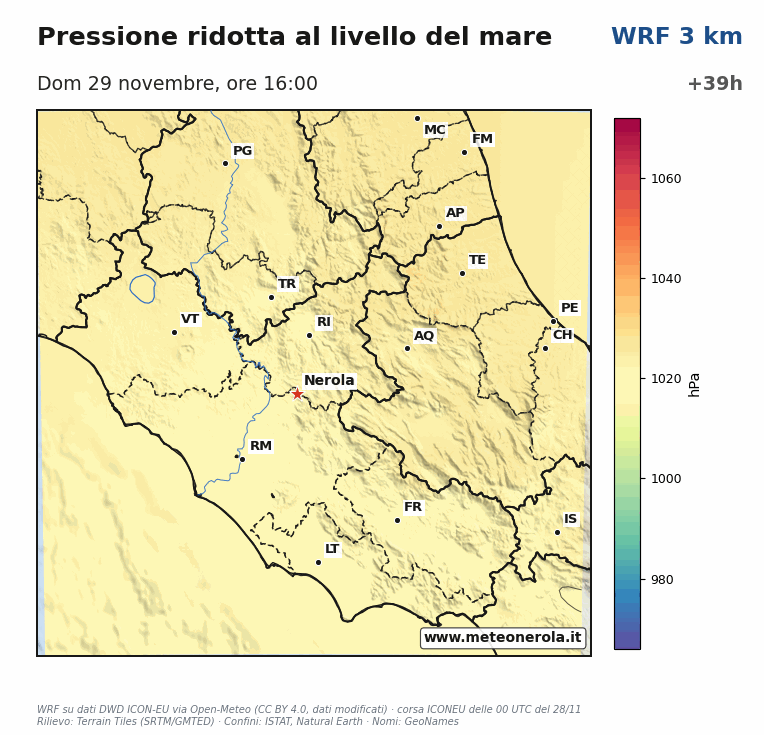 Pressione ridotta al livello del mare
WRF 3 km
Dom 29 novembre, ore 16:00
+39h
MC
FM
PG
AP
TE
TR
PE
VT
RI
AQ
CH
Nerola
RM
FR
IS
LT
www.meteonerola.it
1060
1040
1020
1000
980
hPa
WRF su dati DWD ICON-EU via Open-Meteo (CC BY 4.0, dati modificati) · corsa ICONEU delle 00 UTC del 28/11
Rilievo: Terrain Tiles (SRTM/GMTED) · Confini: ISTAT, Natural Earth · Nomi: GeoNames